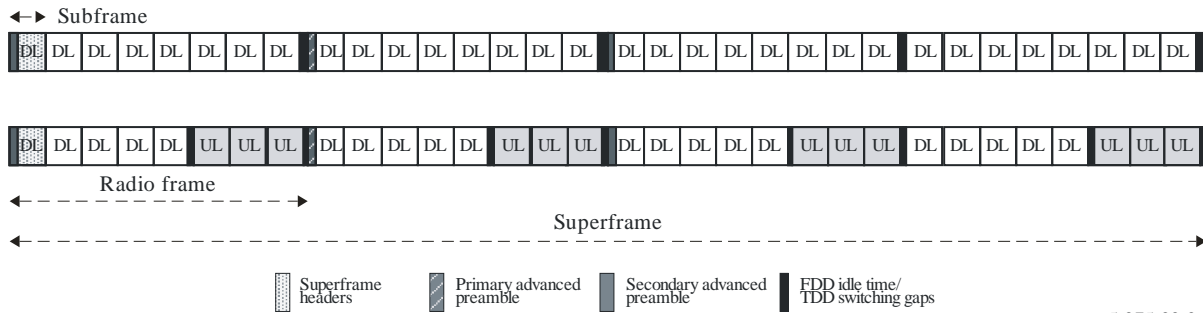 Subframe
DL DL DL DL DL DL DL DL DL DL DL DL DL DL DL DL DL DL DL DL DL DL DL DL DL DL DL DL DL DL DL DL
DL DL DL DL DL UL UL UL DL DL DL DL DL UL UL UL DL DL DL DL DL UL UL UL DL DL DL DL DL UL UL UL
Radio frame
Superframe
Superframe
headers
Primary advanced
preamble
Secondary advanced
preamble
FDD idle time/
TDD switching gaps